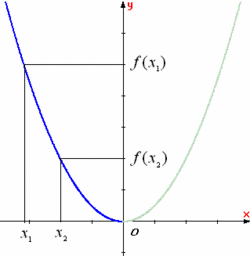 y
f(x₁)
f(x₂)
x
x₁ x₂ o